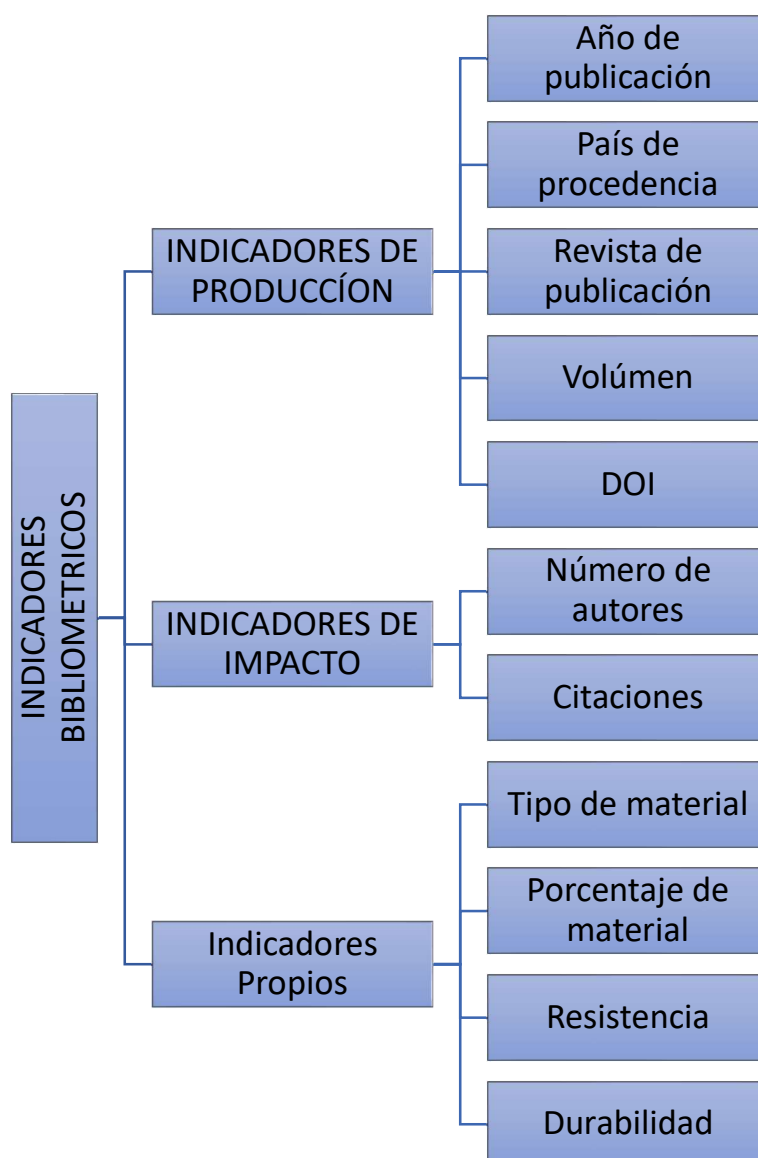 INDICADORES
BIBLIOMETRICOS
INDICADORES DE
PRODUCCÍON
Año de
publicación
País de
procedencia
Revista de
publicación
Volúmen
DOI
INDICADORES DE
IMPACTO
Número de
autores
Citaciones
Indicadores
Propios
Tipo de material
Porcentaje de
material
Resistencia
Durabilidad